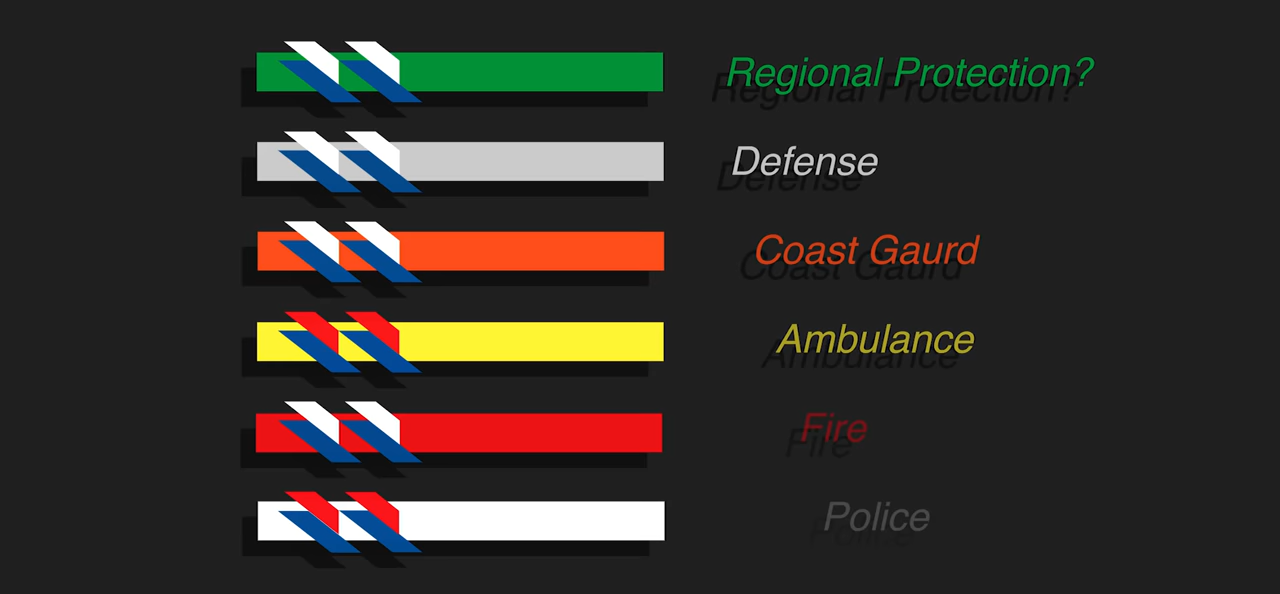 Regional Protection?
Defense
Coast Gaurd
Ambulance
Fire
Police